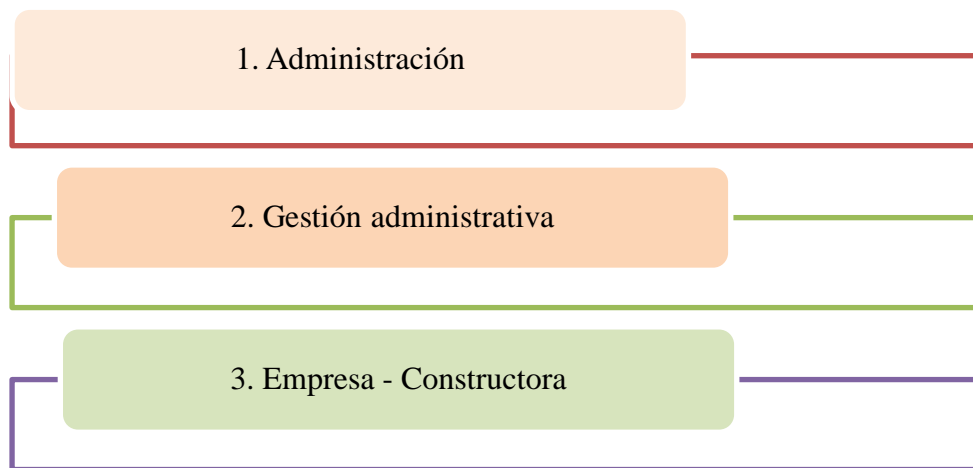 1. Administración
2. Gestión administrativa
3. Empresa - Constructora